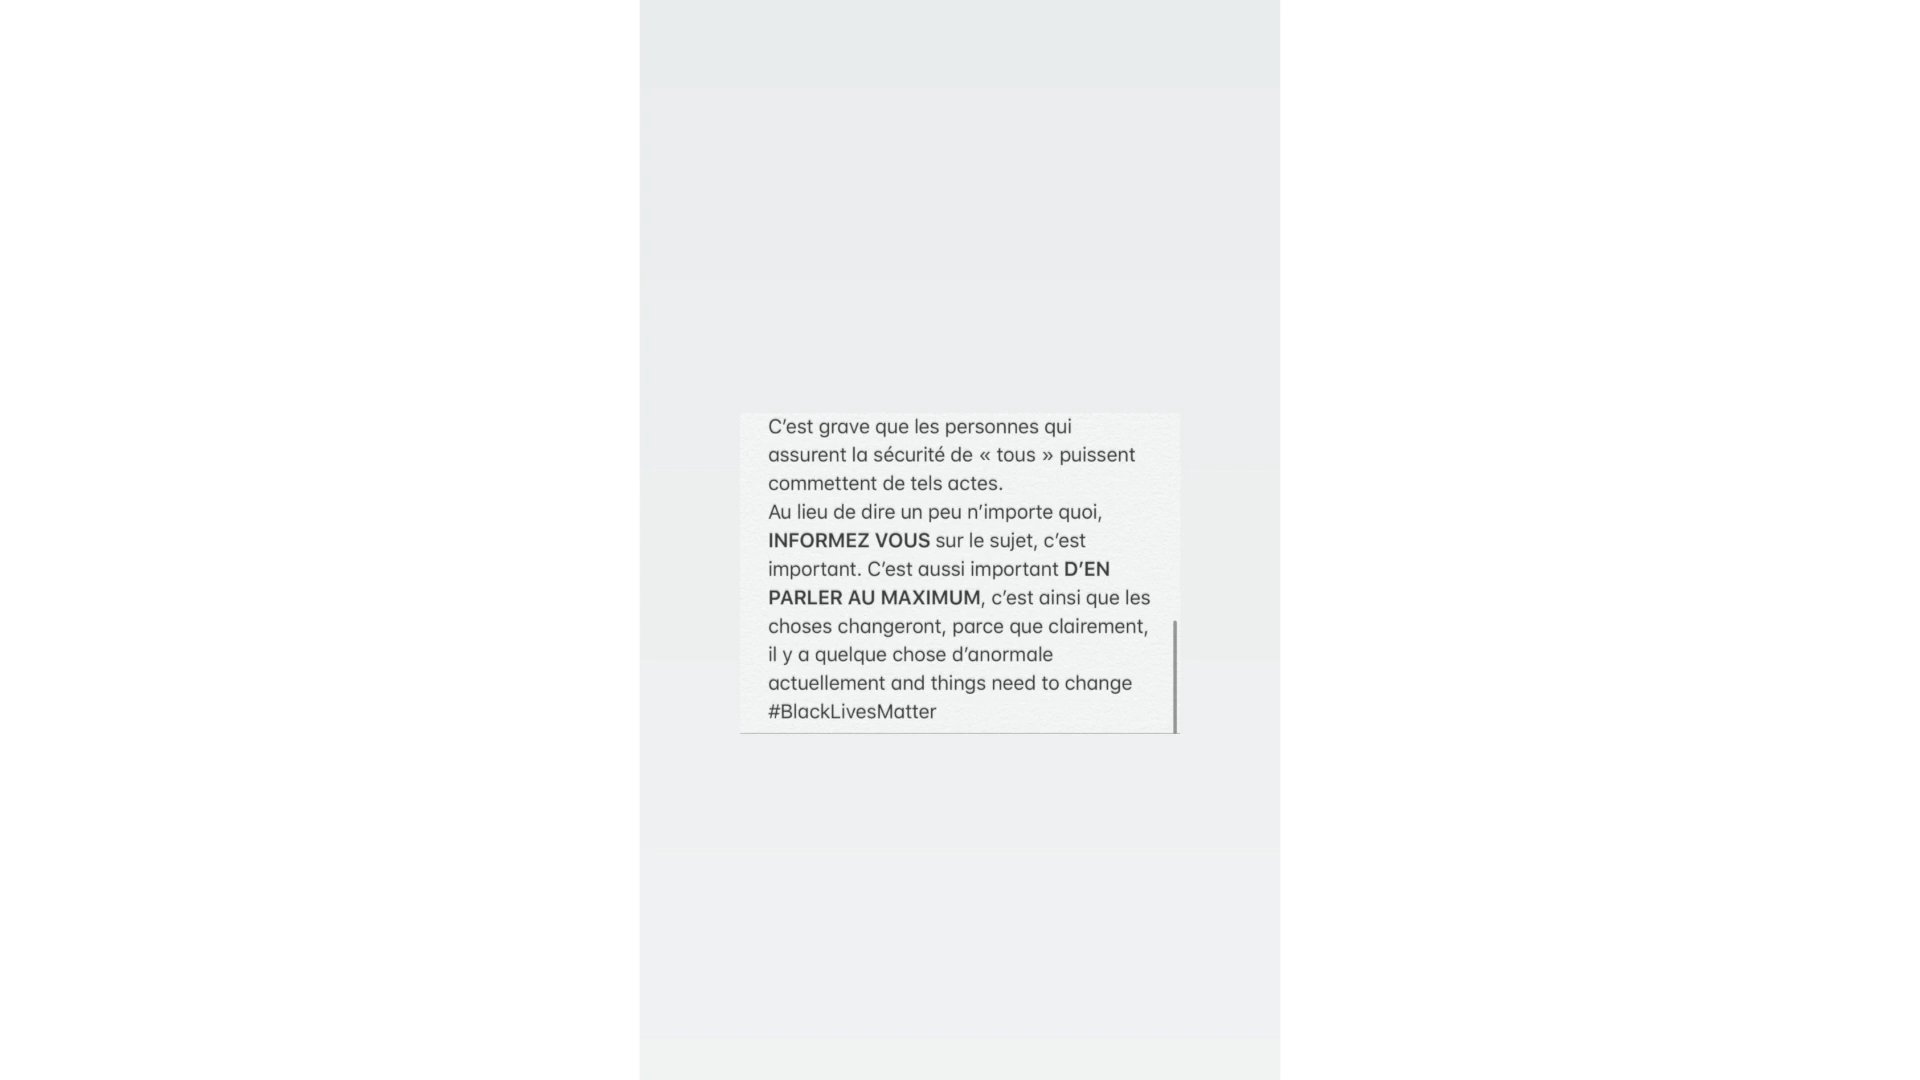 C’est grave que les personnes qui
assurent la sécurité de « tous » puissent
commettent de tels actes.
Au lieu de dire un peu n’importe quoi,
INFORMEZ VOUS sur le sujet, c’est
important. C’est aussi important D’EN
PARLER AU MAXIMUM, c’est ainsi que les
choses changeront, parce que clairement,
il y a quelque chose d’anormale
actuellement and things need to change
#BlackLivesMatter